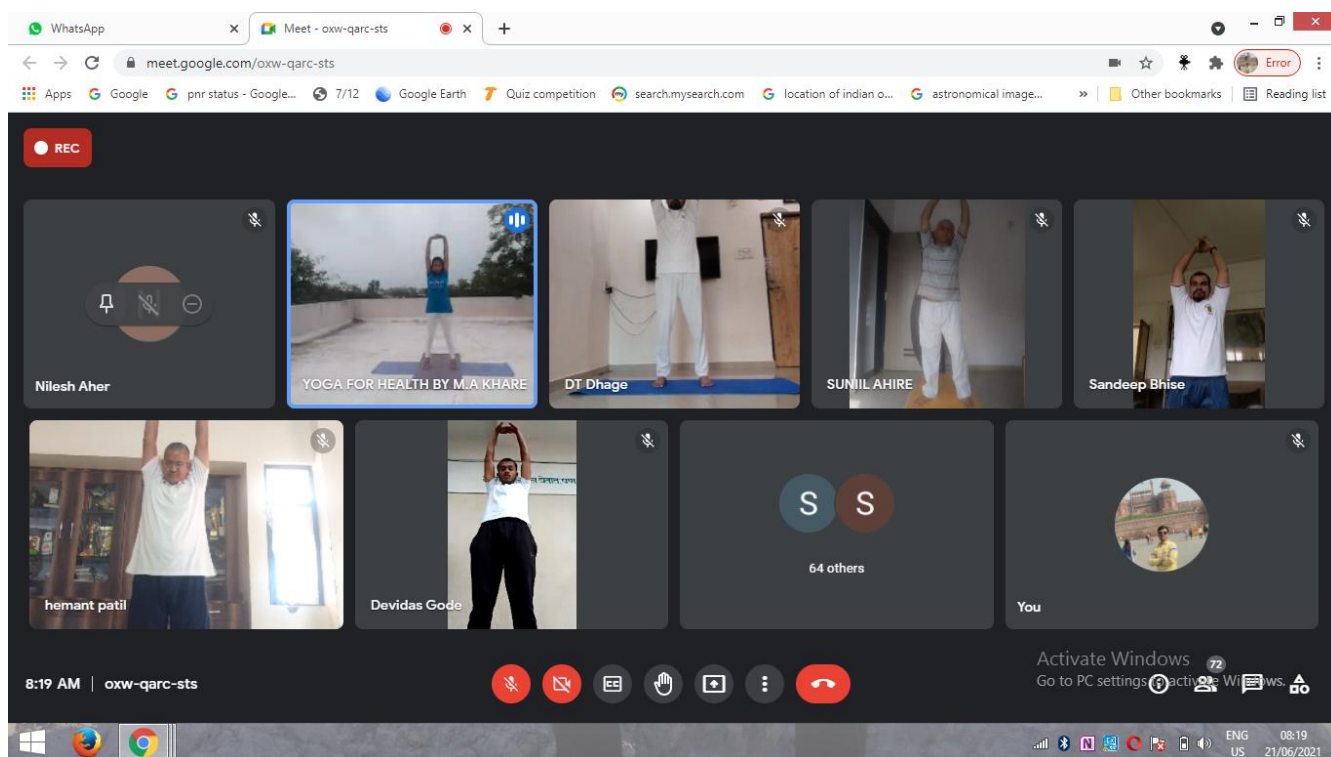 WhatsApp
Meet - oxw-qarc-sts
meet.google.com/oxw-qarc-sts
Error
Apps Google pnr status - Google... 7/12 Google Earth Quiz competition search.mysearch.com location of indian o... astronomical image... » Other bookmarks Reading list
REC
Nilesh Aher
YOGA FOR HEALTH BY M.A KHARE
DT Dhage
SUNIIL AHIRE
Sandeep Bhise
hemant patil
Devidas Gode
S S
64 others
You
8:19 AM | oxw-qarc-sts
CC
72
Activate Windows
Go to PC settings to activate Windows.
ENG 08:19
US 21/06/2021